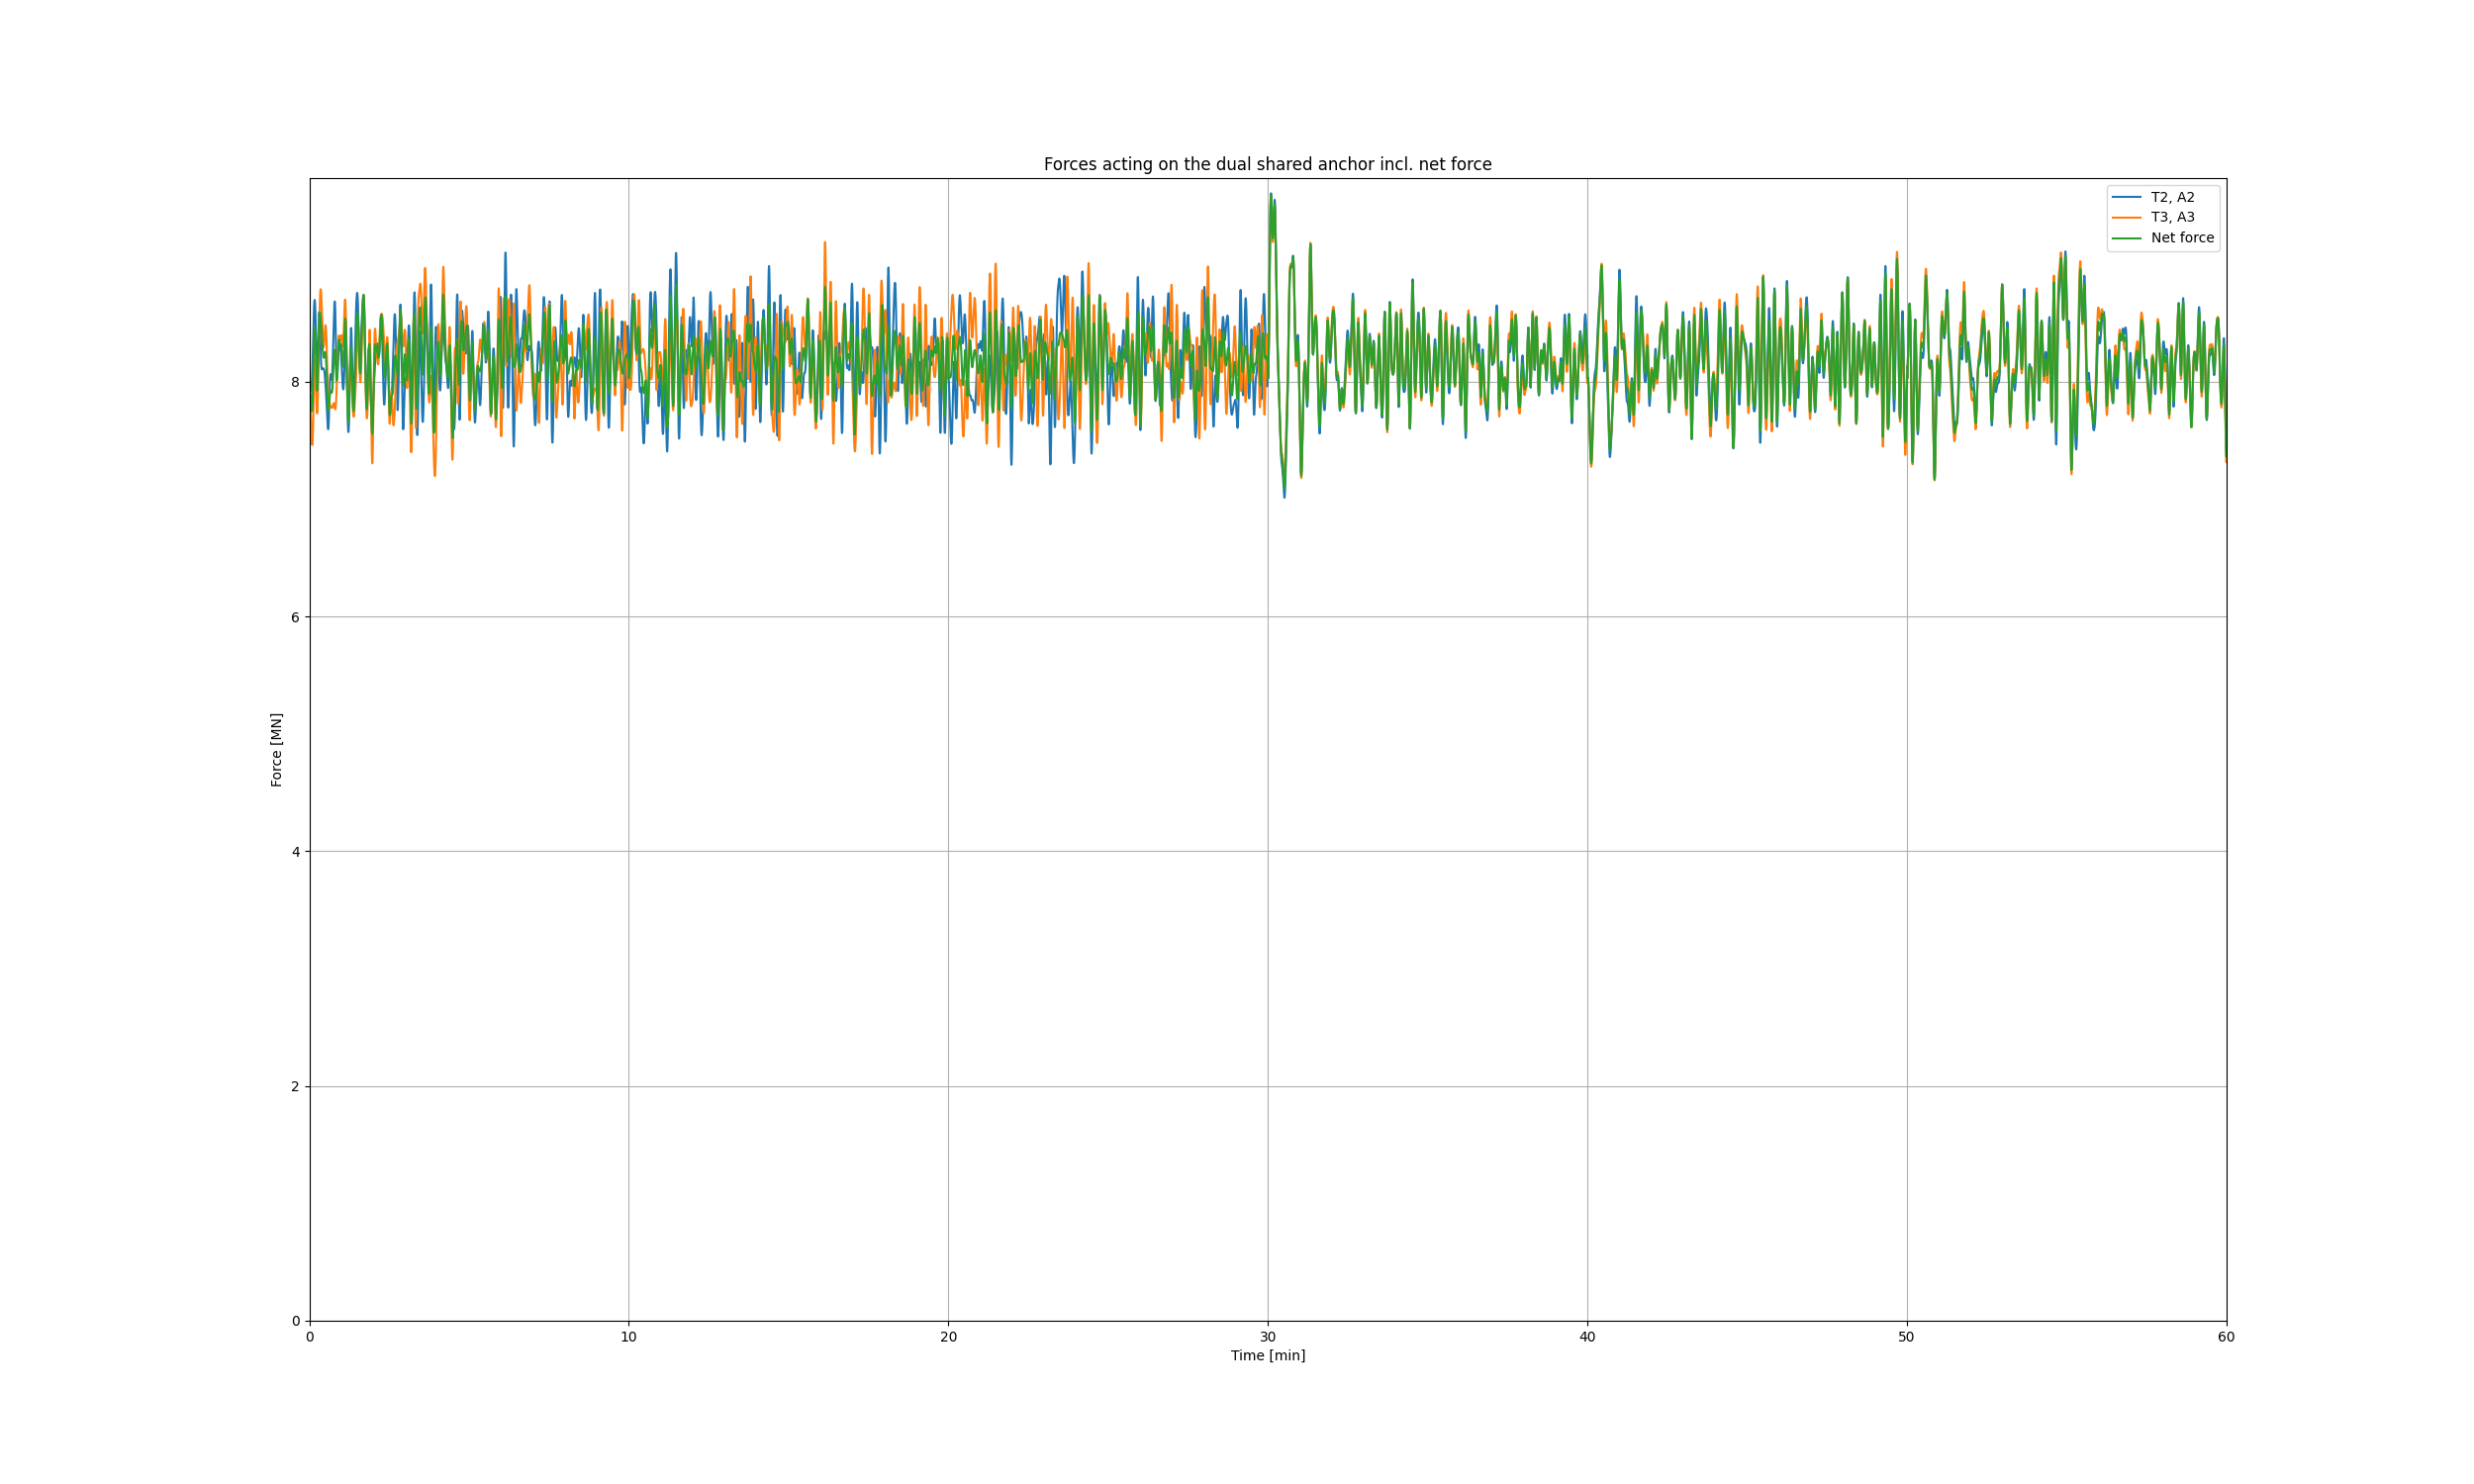 Forces acting on the dual shared anchor incl. net force
T2, A2
T3, A3
Net force
Force [MN]
8
6
4
2
0
0 10 20 30 40 50 60
Time [min]